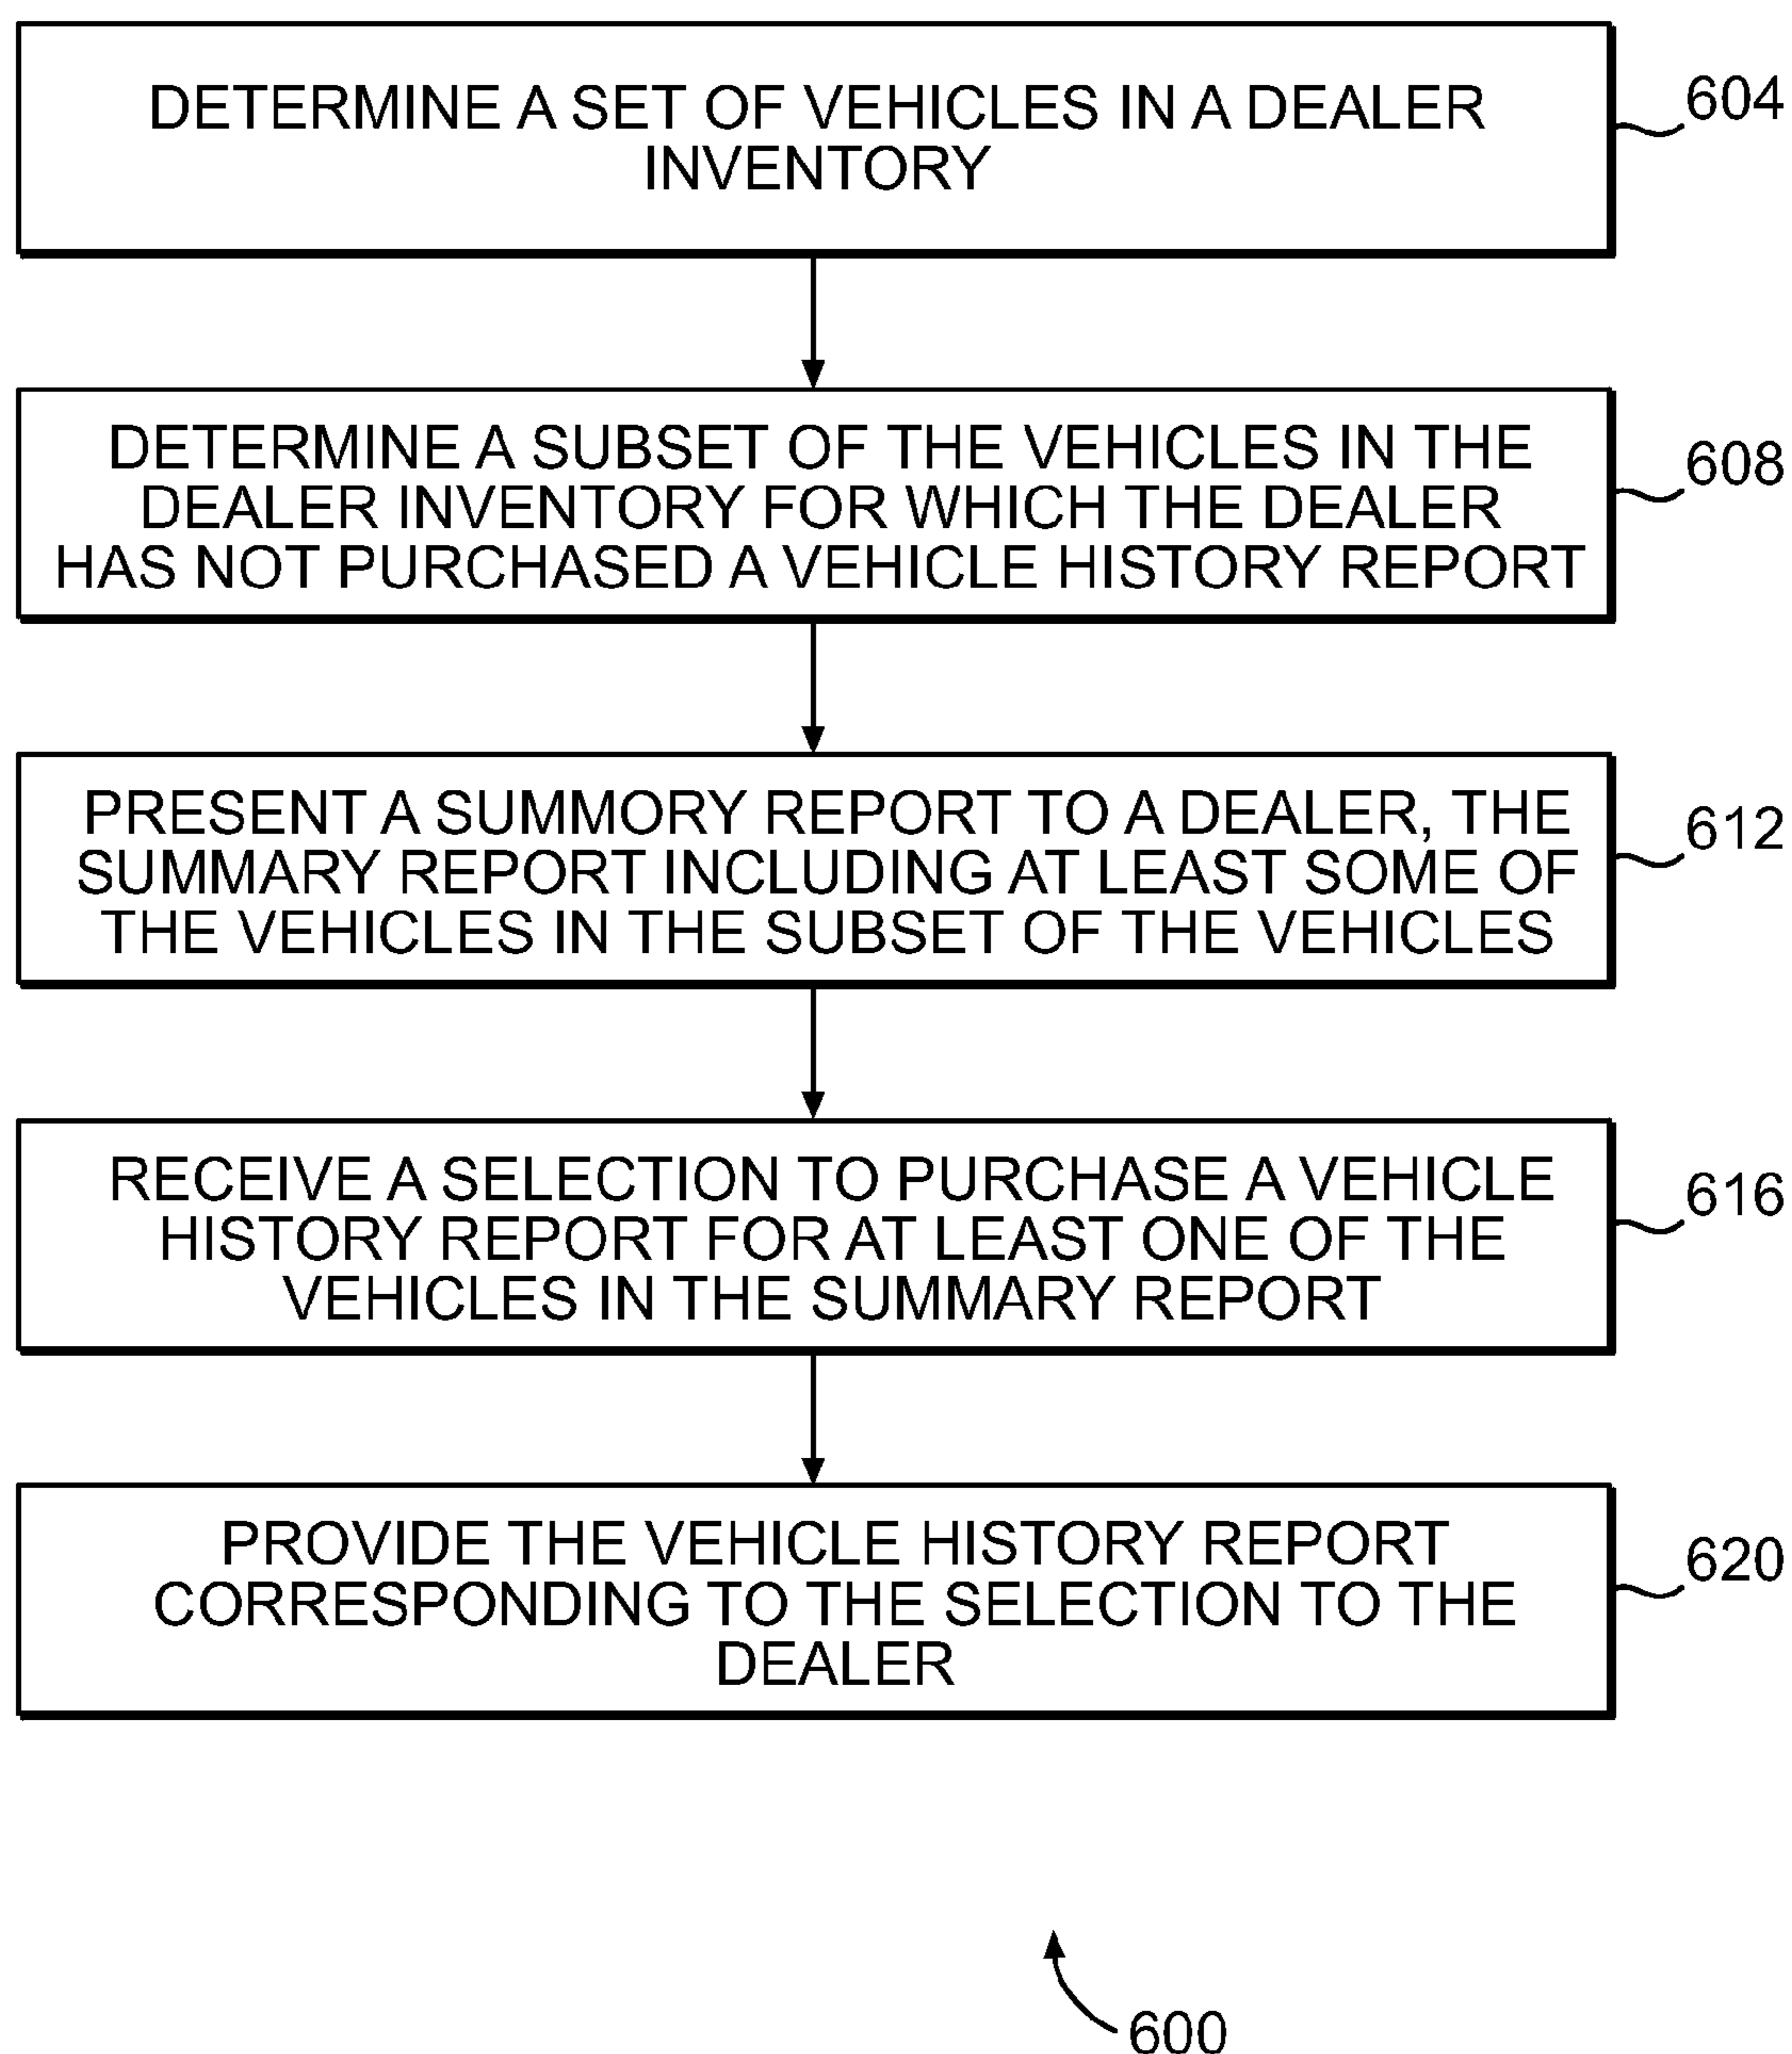 DETERMINE A SET OF VEHICLES IN A DEALER
INVENTORY
604
DETERMINE A SUBSET OF THE VEHICLES IN THE
DEALER INVENTORY FOR WHICH THE DEALER
HAS NOT PURCHASED A VEHICLE HISTORY REPORT
608
PRESENT A SUMMORY REPORT TO A DEALER, THE
SUMMARY REPORT INCLUDING AT LEAST SOME OF
THE VEHICLES IN THE SUBSET OF THE VEHICLES
612
RECEIVE A SELECTION TO PURCHASE A VEHICLE
HISTORY REPORT FOR AT LEAST ONE OF THE
VEHICLES IN THE SUMMARY REPORT
616
PROVIDE THE VEHICLE HISTORY REPORT
CORRESPONDING TO THE SELECTION TO THE
DEALER
620
600